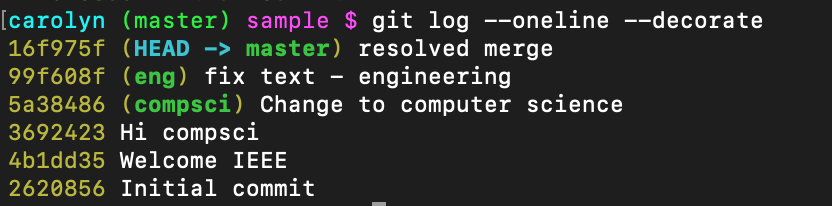 [carolyn (master) sample $ git log --oneline --decorate
16f975f (HEAD -> master) resolved merge
99f608f (eng) fix text - engineering
5a38486 (compsci) Change to computer science
3692423 Hi compsci
4b1dd35 Welcome IEEE
2620856 Initial commit